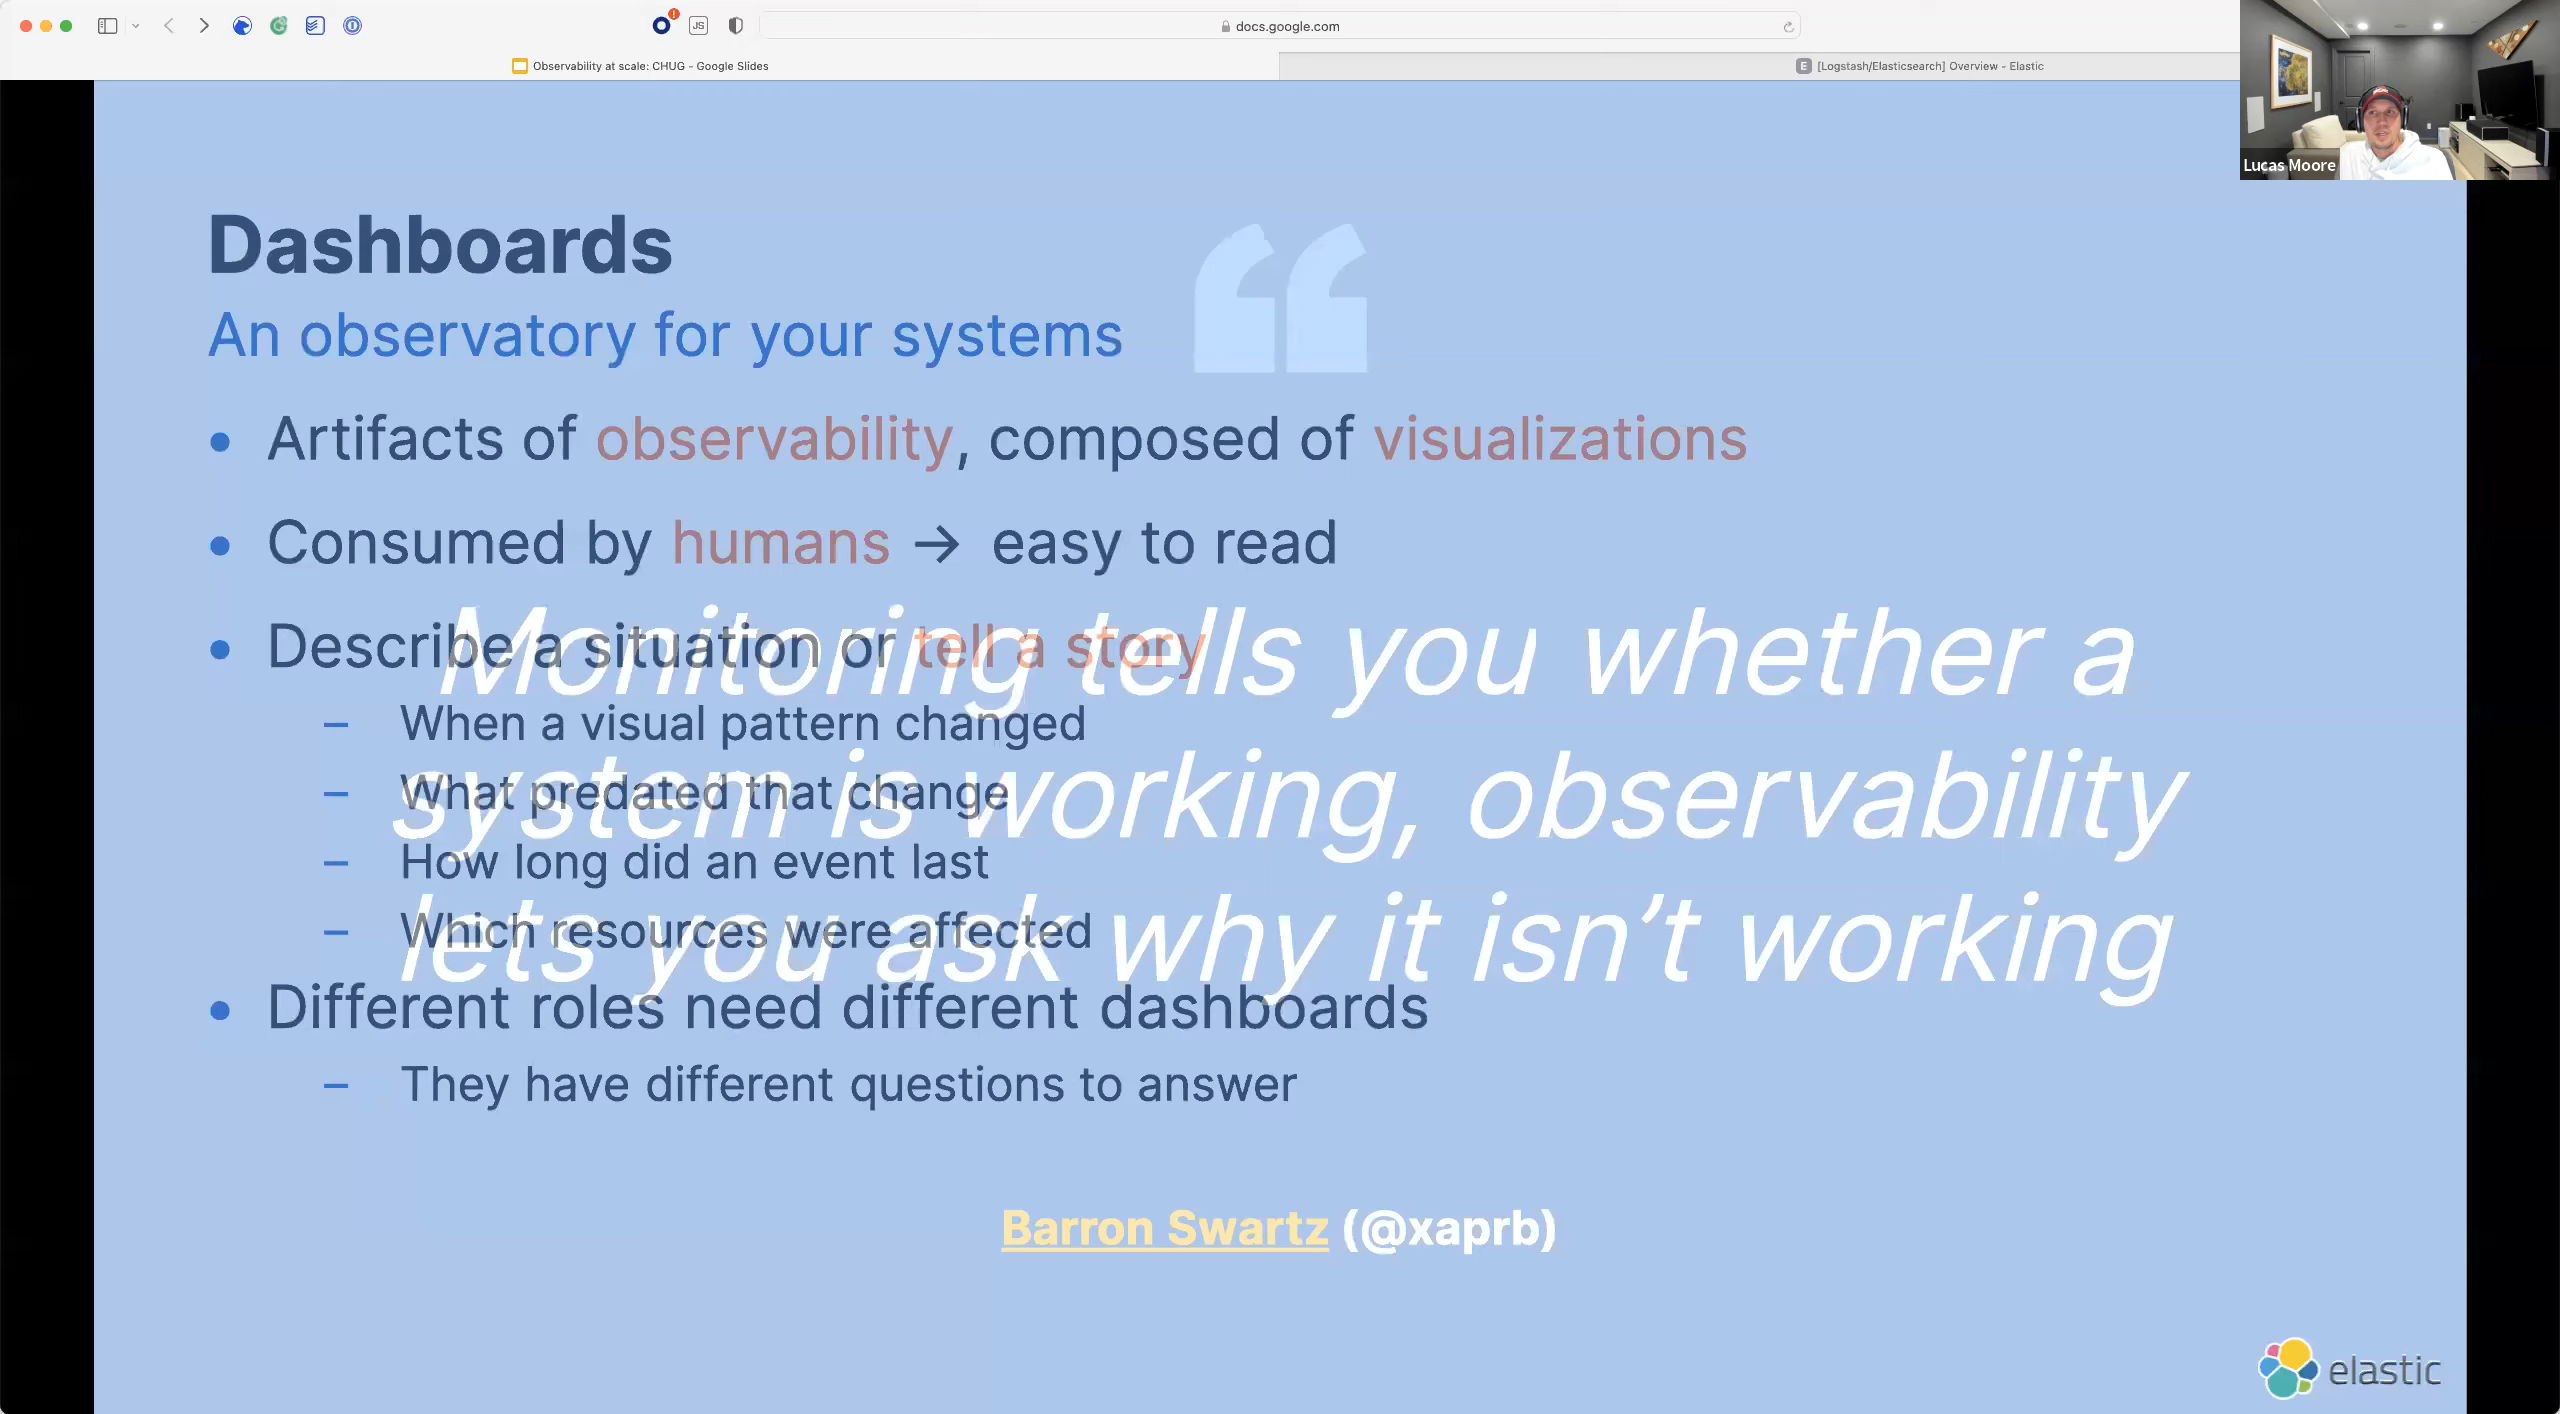 docs.google.com
JS
Observability at scale: CHUG - Google Slides
E [Logstash/Elasticsearch] Overview - Elastic
Lucas Moore
Dashboards
An observatory for your systems
• Artifacts of observability, composed of visualizations
• Consumed by humans → easy to read
• Describe a situation or tell a story
– When a visual pattern changed
– What predated that change
– How long did an event last
– Which resources were affected
• Different roles need different dashboards
– They have different questions to answer
“
Monitoring tells you whether a
system is working, observability
lets you ask why it isn’t working
Barron Swartz (@xaprb)
elastic